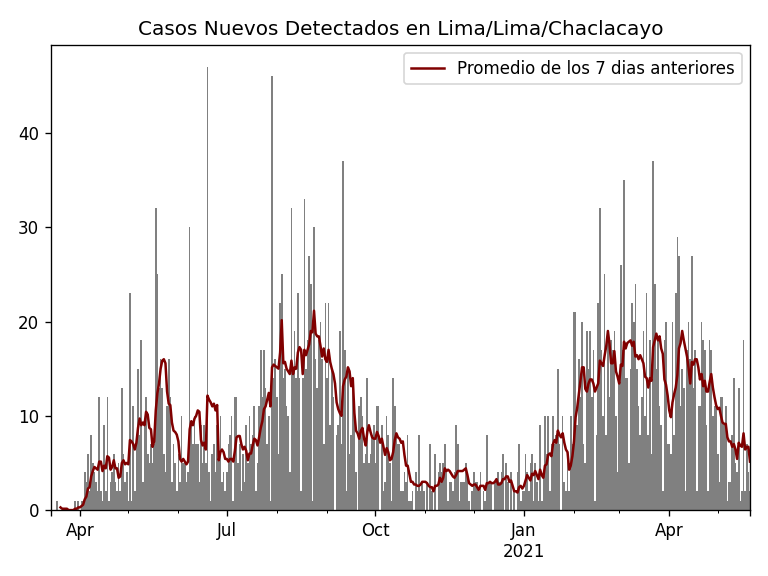 Casos Nuevos Detectados en Lima/Lima/Chaclacayo
Promedio de los 7 dias anteriores
40
30
20
10
0
Apr Jul Oct Jan Apr
2021